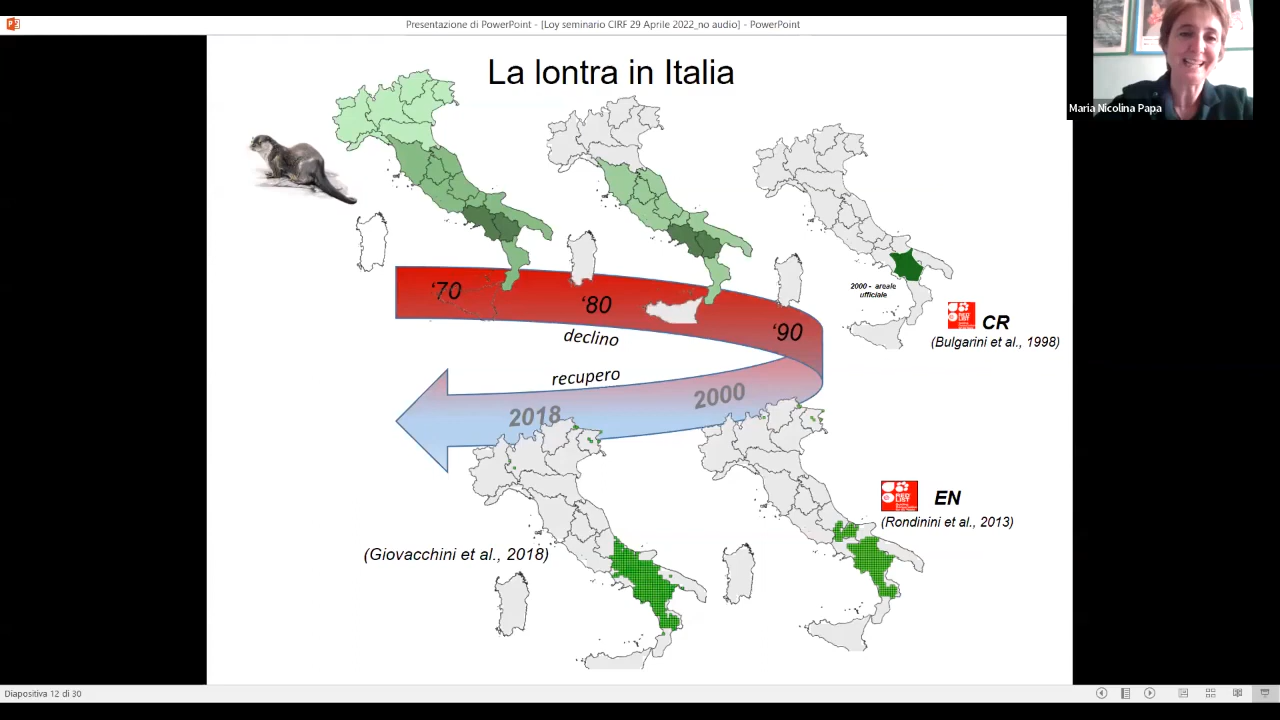 Presentazione di PowerPoint - [Loy seminario CIRF 29 Aprile 2022_no audio] - PowerPoint
Maria Nicolina Papa
La lontra in Italia
‘70
‘80
‘90
declino
recupero
2000
2018
2000 - areale
ufficiale
CR
(Bulgarini et al., 1998)
EN
(Rondinini et al., 2013)
(Giovacchini et al., 2018)
Diapositiva 12 di 30